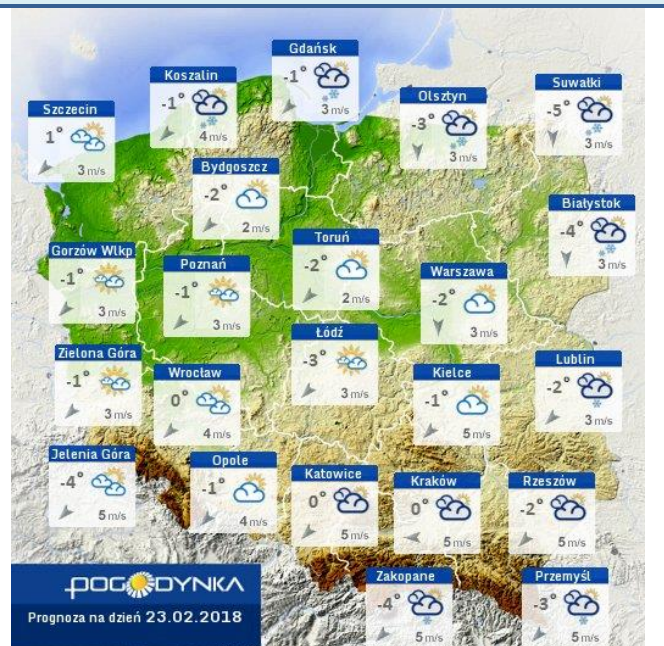 Gdańsk
-1°
3 m/s
Koszalin
-1°
4 m/s
Suwałki
-5°
3 m/s
Olsztyn
-3°
3 m/s
Szczecin
1°
3 m/s
Bydgoszcz
-2°
2 m/s
Białystok
-4°
3 m/s
Toruń
-2°
2 m/s
Gorzów Wlkp
-1°
3 m/s
Poznań
-1°
3 m/s
Warszawa
-2°
3 m/s
Łódź
-3°
3 m/s
Zielona Góra
-1°
3 m/s
Wrocław
0°
4 m/s
Kielce
-1°
5 m/s
Lublin
-2°
3 m/s
Jelenia Góra
-4°
5 m/s
Opole
-1°
4 m/s
Katowice
0°
5 m/s
Kraków
0°
5 m/s
Rzeszów
-2°
5 m/s
Zakopane
-4°
5 m/s
Przemyśl
-3°
5 m/s
POGODYNKA
Prognoza na dzień 23.02.2018